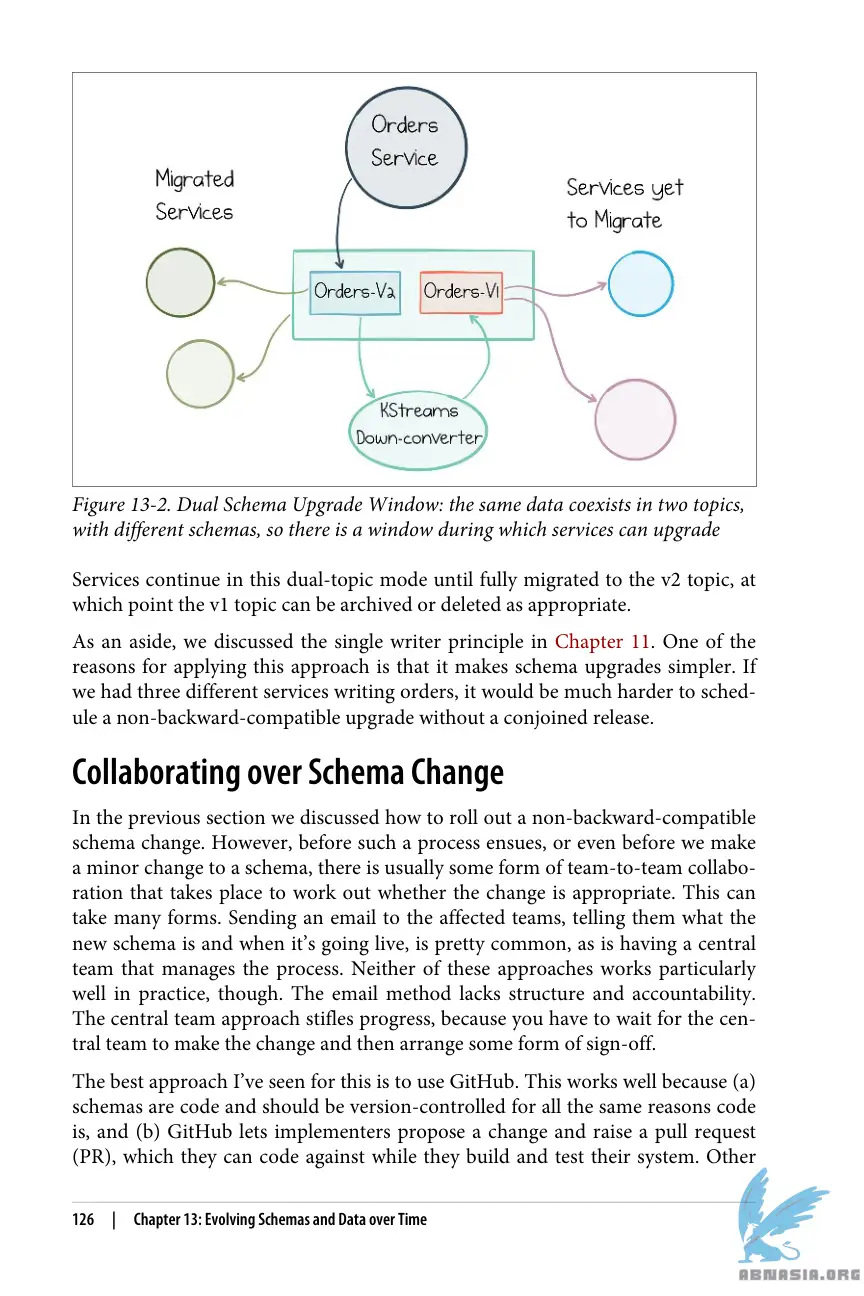 Orders
Service
Migrated
Services
Services yet
to Migrate
Orders-V2
Orders-V1
KStreams
Down-converter
Figure 13-2. Dual Schema Upgrade Window: the same data coexists in two topics,
with different schemas, so there is a window during which services can upgrade
Services continue in this dual-topic mode until fully migrated to the v2 topic, at
which point the v1 topic can be archived or deleted as appropriate.
As an aside, we discussed the single writer principle in Chapter 11. One of the
reasons for applying this approach is that it makes schema upgrades simpler. If
we had three different services writing orders, it would be much harder to sched-
ule a non-backward-compatible upgrade without a conjoined release.
Collaborating over Schema Change
In the previous section we discussed how to roll out a non-backward-compatible
schema change. However, before such a process ensues, or even before we make
a minor change to a schema, there is usually some form of team-to-team collabo-
ration that takes place to work out whether the change is appropriate. This can
take many forms. Sending an email to the affected teams, telling them what the
new schema is and when it’s going live, is pretty common, as is having a central
team that manages the process. Neither of these approaches works particularly
well in practice, though. The email method lacks structure and accountability.
The central team approach stifles progress, because you have to wait for the cen-
tral team to make the change and then arrange some form of sign-off.
The best approach I’ve seen for this is to use GitHub. This works well because (a)
schemas are code and should be version-controlled for all the same reasons code
is, and (b) GitHub lets implementers propose a change and raise a pull request
(PR), which they can code against while they build and test their system. Other
126 | Chapter 13: Evolving Schemas and Data over Time
ABNASIA.ORG